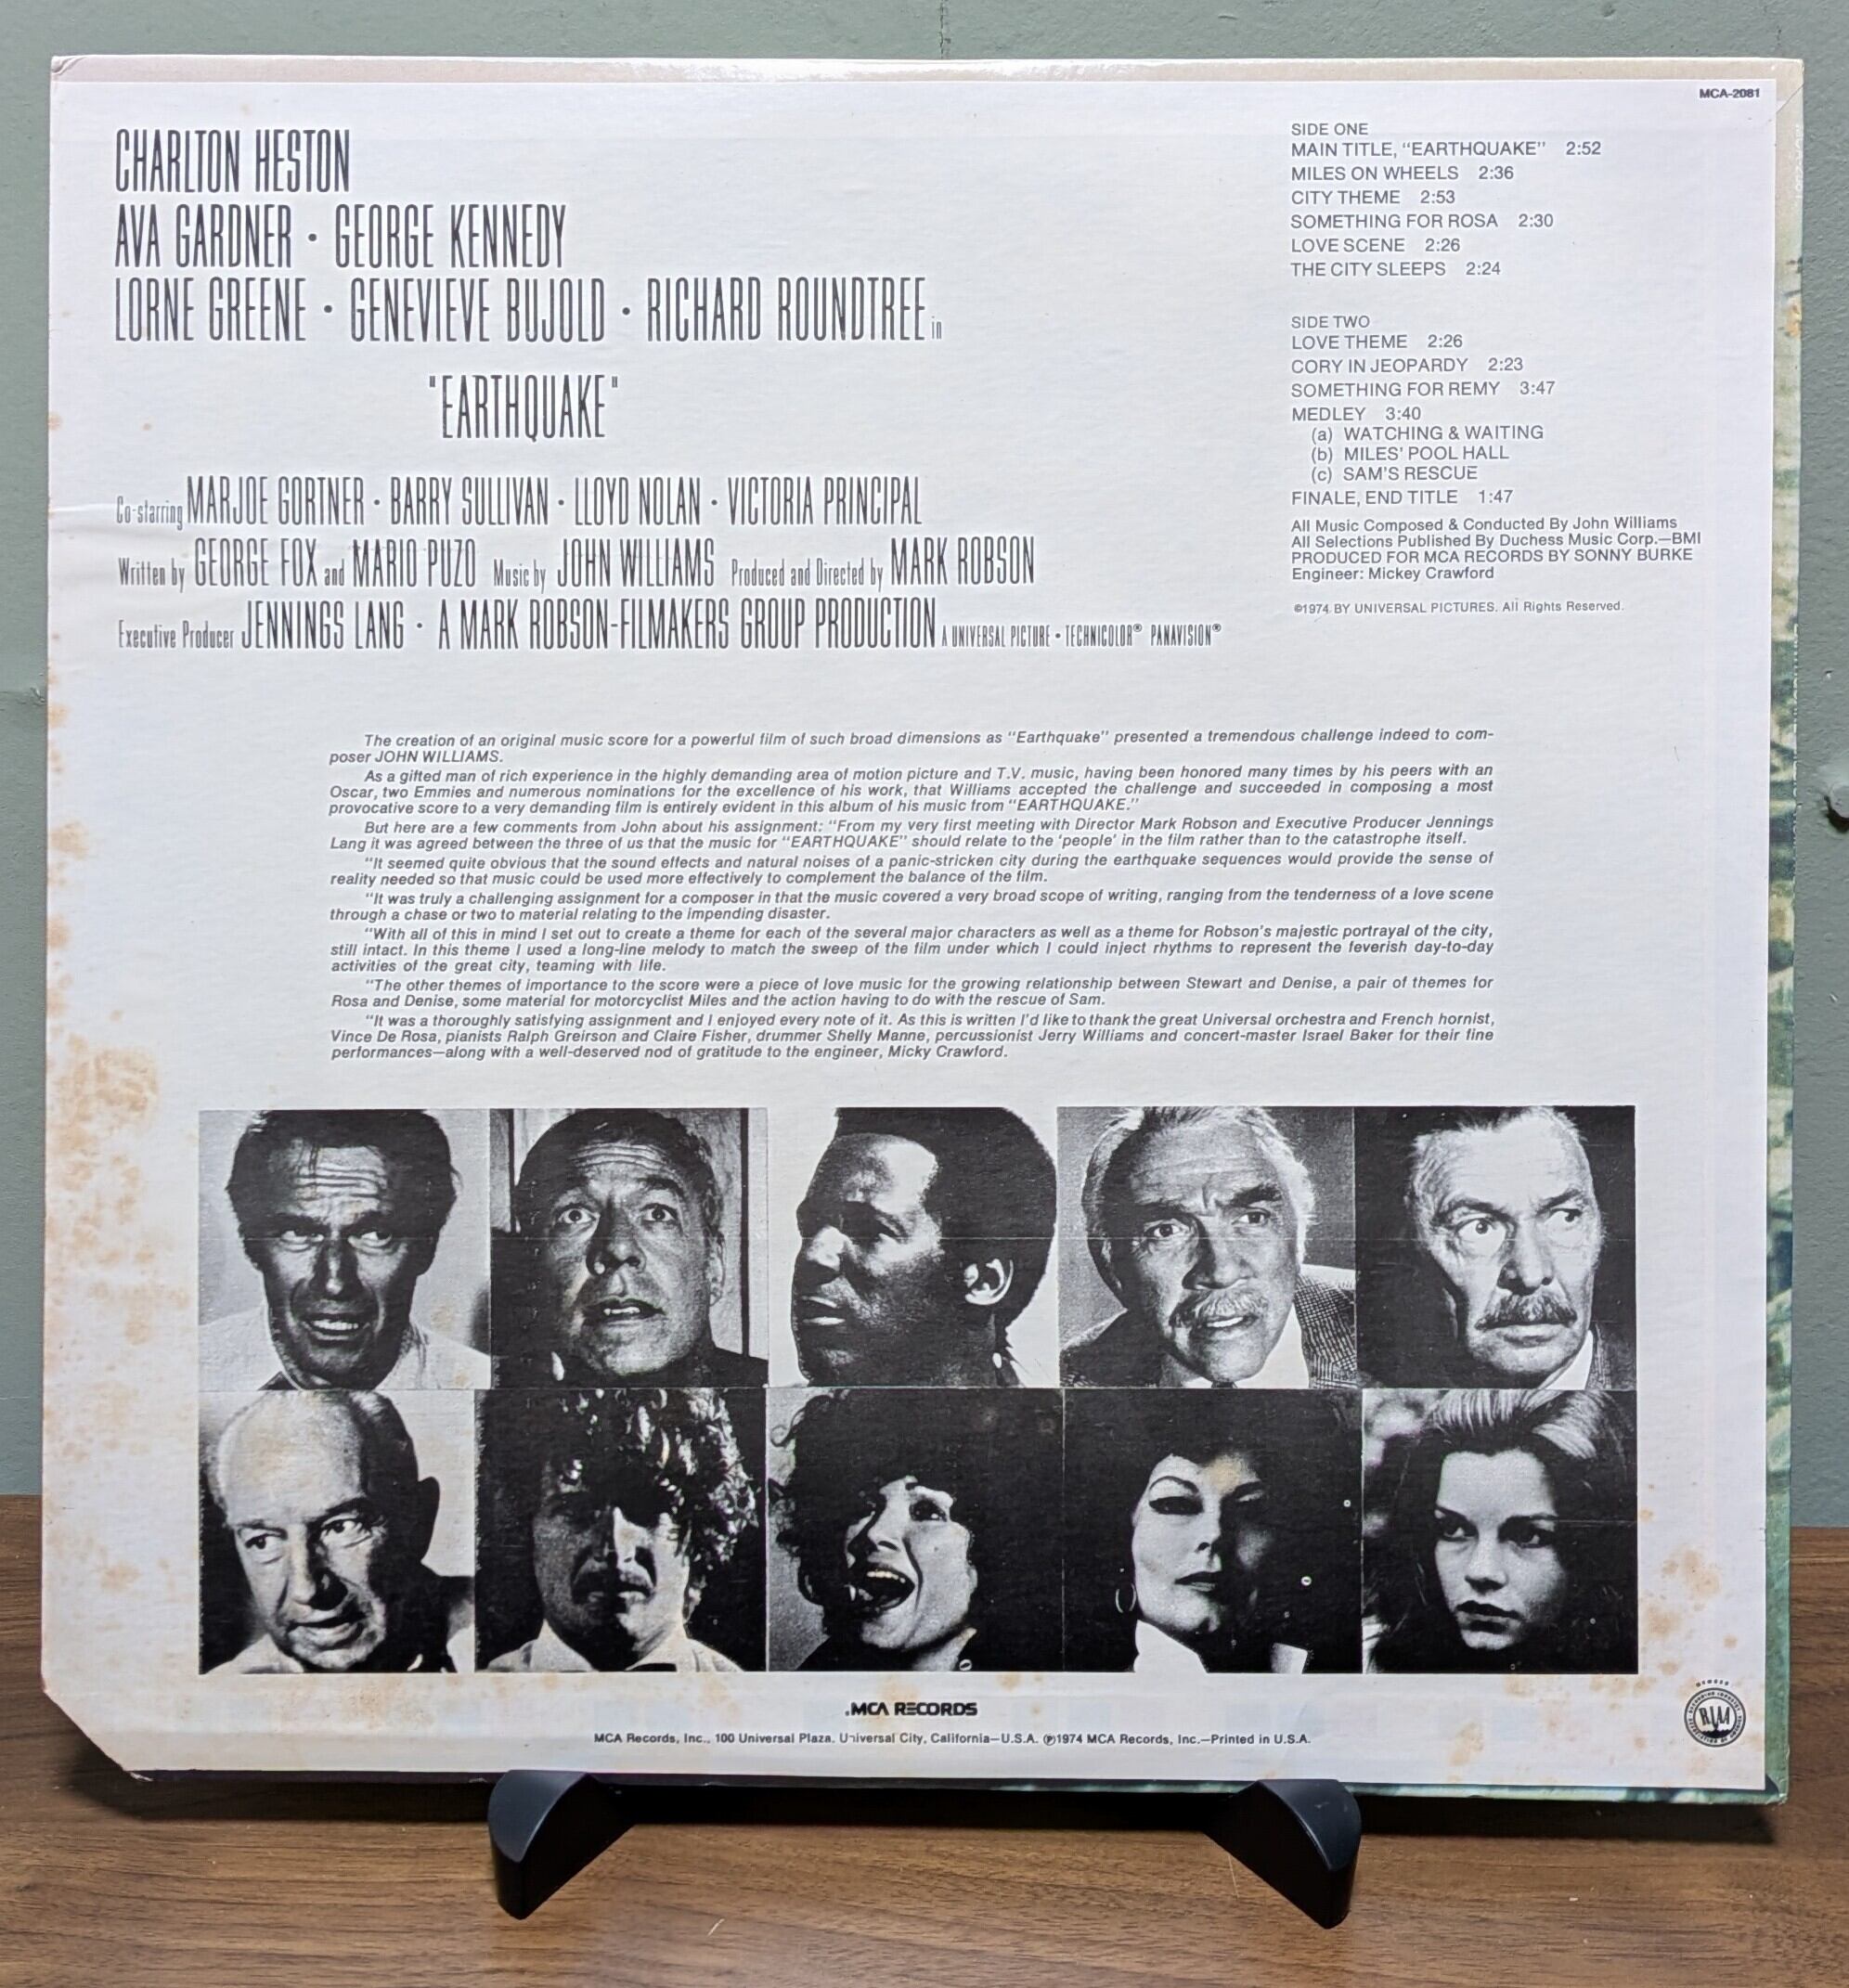 MCA-2081
CHARLTON HESTON
AVA GARDNER • GEORGE KENNEDY
LORNE GREENE • GENEVIEVE BUJOLD • RICHARD ROUNDTREE in
"EARTHQUAKE"
Co-starring MARJOE GORTNER • BARRY SULLIVAN • LLOYD NOLAN • VICTORIA PRINCIPAL
Written by GEORGE FOX and MARIO PUZO Music by JOHN WILLIAMS Produced and Directed by MARK ROBSON
Executive Producer JENNINGS LANG • A MARK ROBSON-FILMAKERS GROUP PRODUCTION A UNIVERSAL PICTURE • TECHNICOLOR® PANAVISION®
SIDE ONE
MAIN TITLE, "EARTHQUAKE" 2:52
MILES ON WHEELS 2:36
CITY THEME 2:53
SOMETHING FOR ROSA 2:30
LOVE SCENE 2:26
THE CITY SLEEPS 2:24
SIDE TWO
LOVE THEME 2:26
CORY IN JEOPARDY 2:23
SOMETHING FOR REMY 3:47
MEDLEY 3:40
(a) WATCHING & WAITING
(b) MILES' POOL HALL
(c) SAM'S RESCUE
FINALE, END TITLE 1:47
All Music Composed & Conducted By John Williams
All Selections Published By Duchess Music Corp.—BMI
PRODUCED FOR MCA RECORDS BY SONNY BURKE
Engineer: Mickey Crawford
©1974 BY UNIVERSAL PICTURES. All Rights Reserved.
The creation of an original music score for a powerful film of such broad dimensions as "Earthquake" presented a tremendous challenge indeed to com-
poser JOHN WILLIAMS.
As a gifted man of rich experience in the highly demanding area of motion picture and T.V. music, having been honored many times by his peers with an
Oscar, two Emmies and numerous nominations for the excellence of his work, that Williams accepted the challenge and succeeded in composing a most
provocative score to a very demanding film is entirely evident in this album of his music from "EARTHQUAKE."
But here are a few comments from John about his assignment: "From my very first meeting with Director Mark Robson and Executive Producer Jennings
Lang it was agreed between the three of us that the music for "EARTHQUAKE" should relate to the 'people' in the film rather than to the catastrophe itself.
"It seemed quite obvious that the sound effects and natural noises of a panic-stricken city during the earthquake sequences would provide the sense of
reality needed so that music could be used more effectively to complement the balance of the film.
"It was truly a challenging assignment for a composer in that the music covered a very broad scope of writing, ranging from the tenderness of a love scene
through a chase or two to material relating to the impending disaster.
"With all of this in mind I set out to create a theme for each of the several major characters as well as a theme for Robson's majestic portrayal of the city,
still intact. In this theme I used a long-line melody to match the sweep of the film under which I could inject rhythms to represent the feverish day-to-day
activities of the great city, teaming with life.
"The other themes of importance to the score were a piece of love music for the growing relationship between Stewart and Denise, a pair of themes for
Rosa and Denise, some material for motorcyclist Miles and the action having to do with the rescue of Sam.
"It was a thoroughly satisfying assignment and I enjoyed every note of it. As this is written I'd like to thank the great Universal orchestra and French hornist,
Vince De Rosa, pianists Ralph Greirson and Claire Fisher, drummer Shelly Manne, percussionist Jerry Williams and concert-master Israel Baker for their fine
performances—along with a well-deserved nod of gratitude to the engineer, Micky Crawford.
MCA RECORDS
MCA Records, Inc., 100 Universal Plaza, Universal City, California—U.S.A. ℗1974 MCA Records, Inc.—Printed in U.S.A.
MEMBER
RIAA